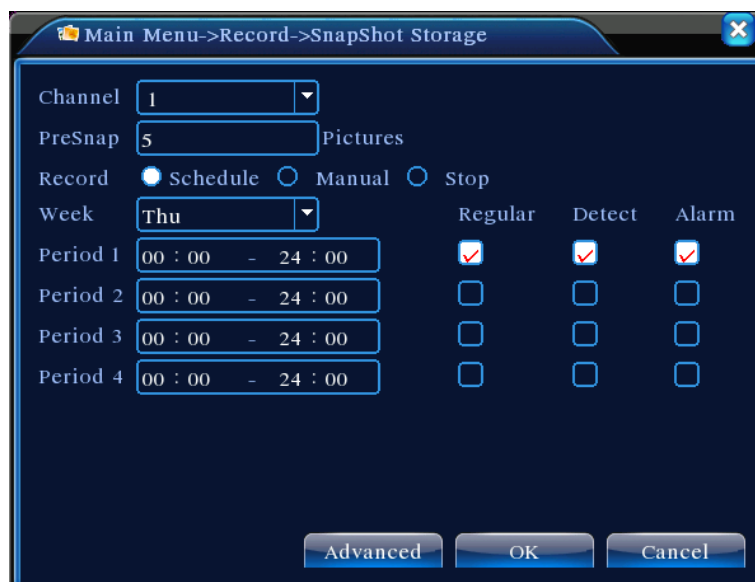 Main Menu->Record->SnapShot Storage
Channel 1
PreSnap 5 Pictures
Record Schedule Manual Stop
Week Thu Regular Detect Alarm
Period 1 00 : 00 - 24 : 00
Period 2 00 : 00 - 24 : 00
Period 3 00 : 00 - 24 : 00
Period 4 00 : 00 - 24 : 00
Advanced OK Cancel